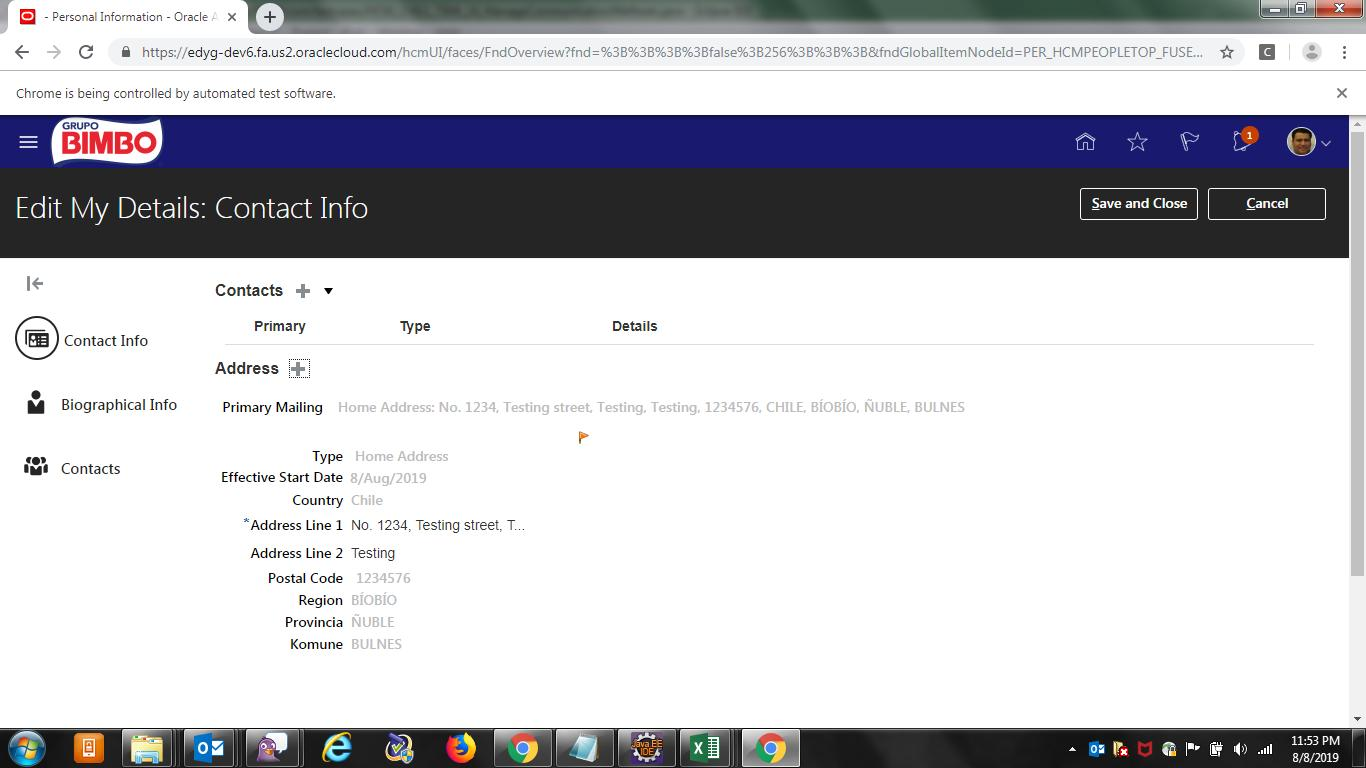 - Personal Information - Oracle A
https://edyg-dev6.fa.us2.oraclecloud.com/hcmUI/faces/FndOverview?fnd=%3B%3B%3B%3Bfalse%3B256%3B%3B%3B&fndGlobalItemNodeId=PER_HCMPEOPLETOP_FUSE...
C
Chrome is being controlled by automated test software.
GRUPO
BIMBO
1
Edit My Details: Contact Info
Save and Close
Cancel
Contact Info
Biographical Info
Contacts
Contacts
Primary Type Details
Address
Primary Mailing Home Address: No. 1234, Testing street, Testing, Testing, 1234576, CHILE, BÍOBÍO, ÑUBLE, BULNES
Type Home Address
Effective Start Date 8/Aug/2019
Country Chile
*Address Line 1 No. 1234, Testing street, T...
Address Line 2 Testing
Postal Code 1234576
Region BÍOBÍO
Provincia ÑUBLE
Komune BULNES
Java EE
IDE
11:53 PM
8/8/2019